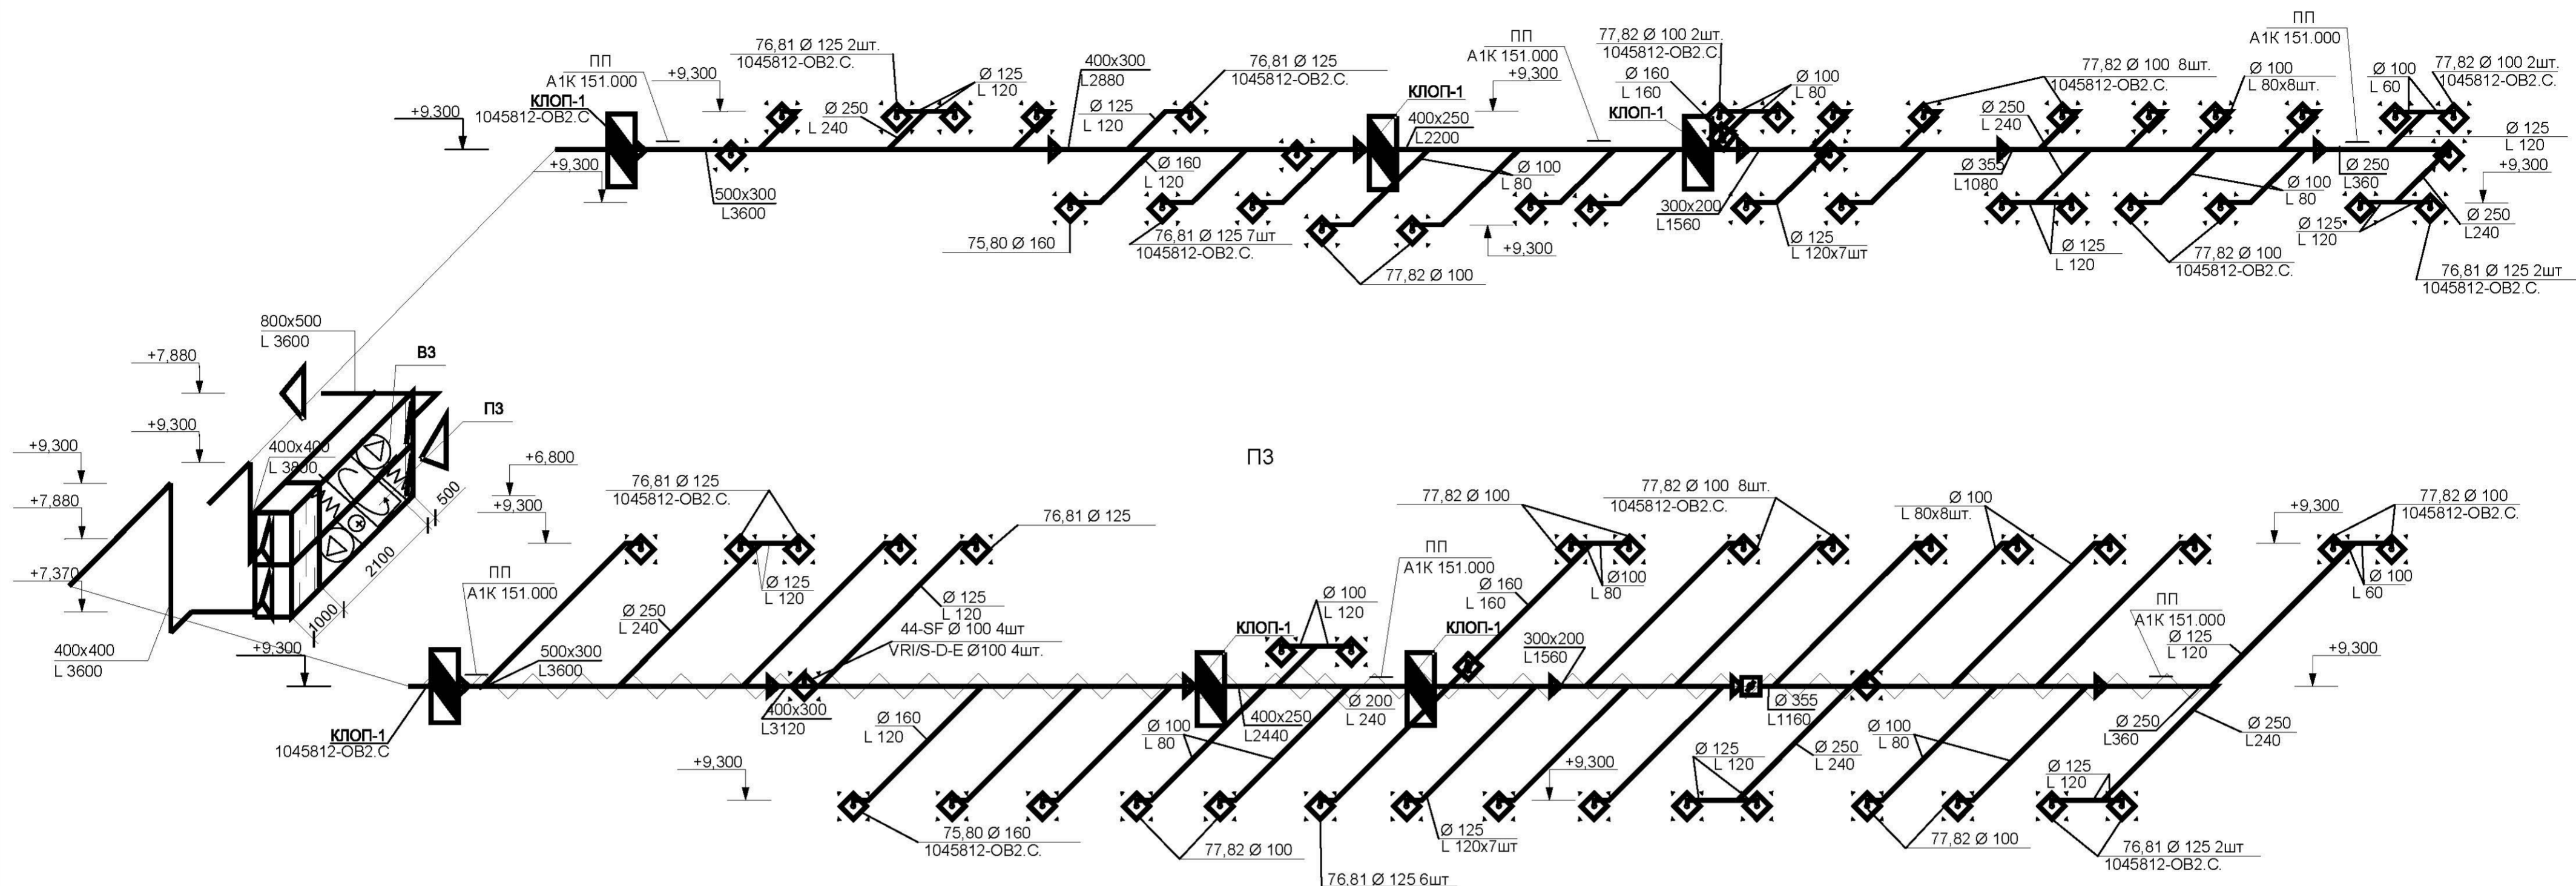 ПП
А1К 151.000
КЛОП-1
1045812-ОВ2.С
+9,300
+9,300
+9,300
500x300
L3600
76,81 Ø 125 2шт.
1045812-ОВ2.С.
Ø 250
L 240
Ø 125
L 120
400x300
L2880
Ø 125
L 120
76,81 Ø 125
1045812-ОВ2.С.
Ø 160
L 120
75,80 Ø 160
76,81 Ø 125 7шт
1045812-ОВ2.С.
КЛОП-1
400x250
L2200
ПП
А1К 151.000
+9,300
Ø 100
L 80
77,82 Ø 100
+9,300
77,82 Ø 100 2шт.
1045812-ОВ2.С.
Ø 160
L 160
КЛОП-1
Ø 100
L 80
300x200
L1560
Ø 125
L 120x7шт
77,82 Ø 100 8шт.
1045812-ОВ2.С.
Ø 355
L1080
Ø 250
L 240
Ø 100
L 80x8шт.
Ø 125
L 120
Ø 100
L 80
77,82 Ø 100
1045812-ОВ2.С.
ПП
А1К 151.000
Ø 100
L 60
77,82 Ø 100 2шт.
1045812-ОВ2.С.
Ø 125
L 120
+9,300
Ø 250
L360
Ø 125
L 120
Ø 250
L240
76,81 Ø 125 2шт
1045812-ОВ2.С.
800x500
L 3600
В3
П3
+7,880
+9,300
400x400
L 3800
+9,300
+7,880
+7,370
400x400
L 3600
500
2100
1000
П3
+6,800
+9,300
+9,300
КЛОП-1
1045812-ОВ2.С
ПП
А1К 151.000
500x300
L3600
76,81 Ø 125
1045812-ОВ2.С.
Ø 250
L 240
Ø 125
L 120
76,81 Ø 125
Ø 125
L 120
44-SF Ø 100 4шт
VRI/S-D-E Ø100 4шт.
400x300
L3120
Ø 160
L 120
+9,300
75,80 Ø 160
1045812-ОВ2.С.
КЛОП-1
Ø 100
L 120
Ø 100
L 80
400x250
L2440
Ø 200
L 240
77,82 Ø 100
ПП
А1К 151.000
КЛОП-1
77,82 Ø 100
Ø 160
L 160
Ø100
L 80
300x200
L1560
76,81 Ø 125 6шт
Ø 125
L 120x7шт
+9,300
77,82 Ø 100 8шт.
1045812-ОВ2.С.
Ø 100
L 80x8шт.
Ø 355
L1160
Ø 125
L 120
Ø 250
L 240
Ø 100
L 80
77,82 Ø 100
ПП
А1К 151.000
Ø 125
L 120
+9,300
77,82 Ø 100
1045812-ОВ2.С.
Ø 100
L 60
+9,300
Ø 250
L360
Ø 250
L240
Ø 125
L 120
76,81 Ø 125 2шт
1045812-ОВ2.С.